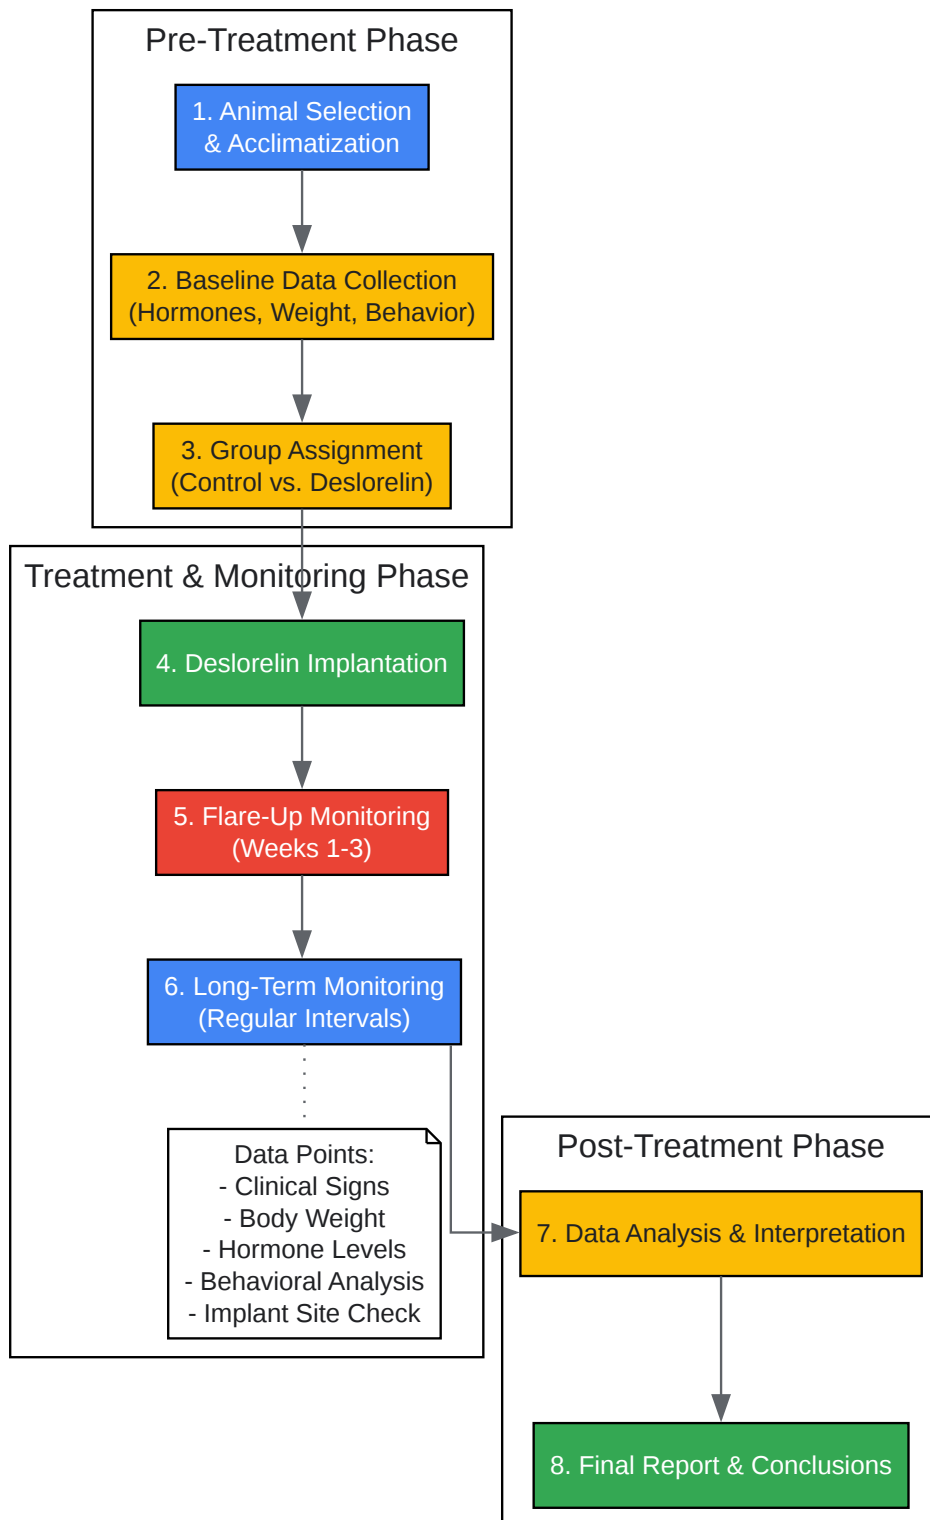 Pre-Treatment Phase
1. Animal Selection
& Acclimatization
2. Baseline Data Collection
(Hormones, Weight, Behavior)
3. Group Assignment
(Control vs. Deslorelin)
Treatment & Monitoring Phase
4. Deslorelin Implantation
5. Flare-Up Monitoring
(Weeks 1-3)
6. Long-Term Monitoring
(Regular Intervals)
Data Points:
- Clinical Signs
- Body Weight
- Hormone Levels
- Behavioral Analysis
- Implant Site Check
Post-Treatment Phase
7. Data Analysis & Interpretation
8. Final Report & Conclusions